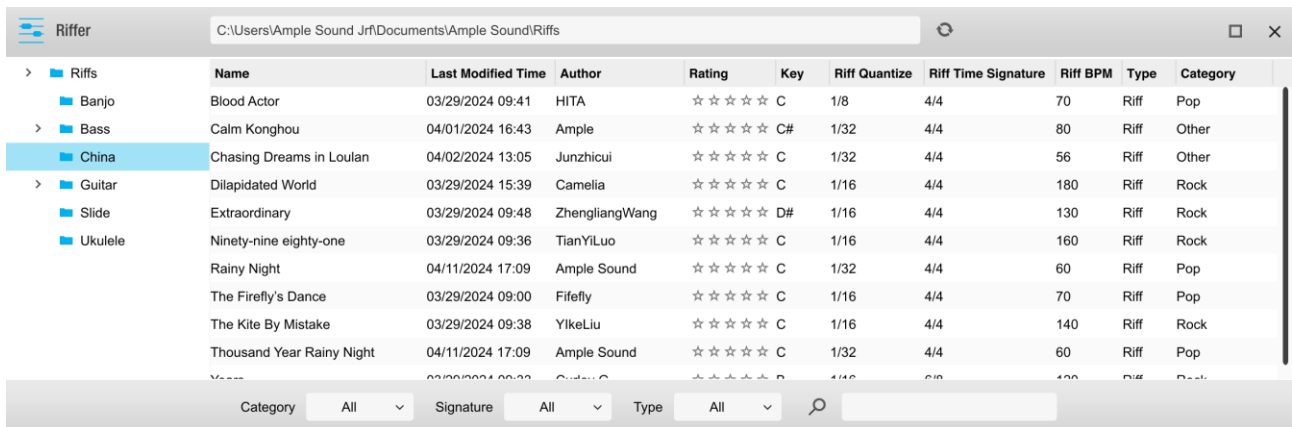 Riffer C:\Users\Ample Sound Jrf\Documents\Ample Sound\Riffs
Riffs Name Last Modified Time Author Rating Key Riff Quantize Riff Time Signature Riff BPM Type Category
Banjo Blood Actor 03/29/2024 09:41 HITA ☆☆☆☆☆ C 1/8 4/4 70 Riff Pop
Bass Calm Konghou 04/01/2024 16:43 Ample ☆☆☆☆☆ C# 1/32 4/4 80 Riff Other
China Chasing Dreams in Loulan 04/02/2024 13:05 Junzhicui ☆☆☆☆☆ C 1/32 4/4 56 Riff Other
Guitar Dilapidated World 03/29/2024 15:39 Camelia ☆☆☆☆☆ C 1/16 4/4 180 Riff Rock
Slide Extraordinary 03/29/2024 09:48 ZhengliangWang ☆☆☆☆☆ D# 1/16 4/4 130 Riff Rock
Ukulele Ninety-nine eighty-one 03/29/2024 09:36 TianYiLuo ☆☆☆☆☆ C 1/16 4/4 160 Riff Rock
Rainy Night 04/11/2024 17:09 Ample Sound ☆☆☆☆☆ C 1/32 4/4 60 Riff Pop
The Firefly's Dance 03/29/2024 09:00 Fifefly ☆☆☆☆☆ C 1/16 4/4 70 Riff Pop
The Kite By Mistake 03/29/2024 09:38 YIkeLiu ☆☆☆☆☆ C 1/16 4/4 140 Riff Rock
Thousand Year Rainy Night 04/11/2024 17:09 Ample Sound ☆☆☆☆☆ C 1/32 4/4 60 Riff Pop
Category All Signature All Type All